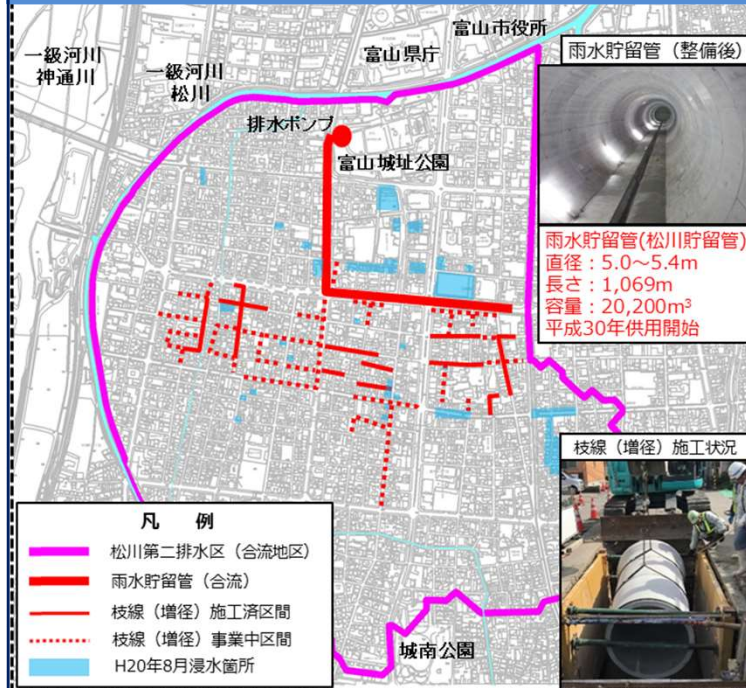 富山市役所
富山県庁
一級河川
神通川
一級河川
松川
排水ポンプ
富山城址公園
雨水貯留管（整備後）
雨水貯留管(松川貯留管)
直径：5.0～5.4m
長さ：1,069m
容量：20,200m³
平成30年供用開始
枝線（増径）施工状況
凡　例
松川第二排水区（合流地区）
雨水貯留管（合流）
枝線（増径）施工済区間
枝線（増径）事業中区間
H20年8月浸水箇所
城南公園